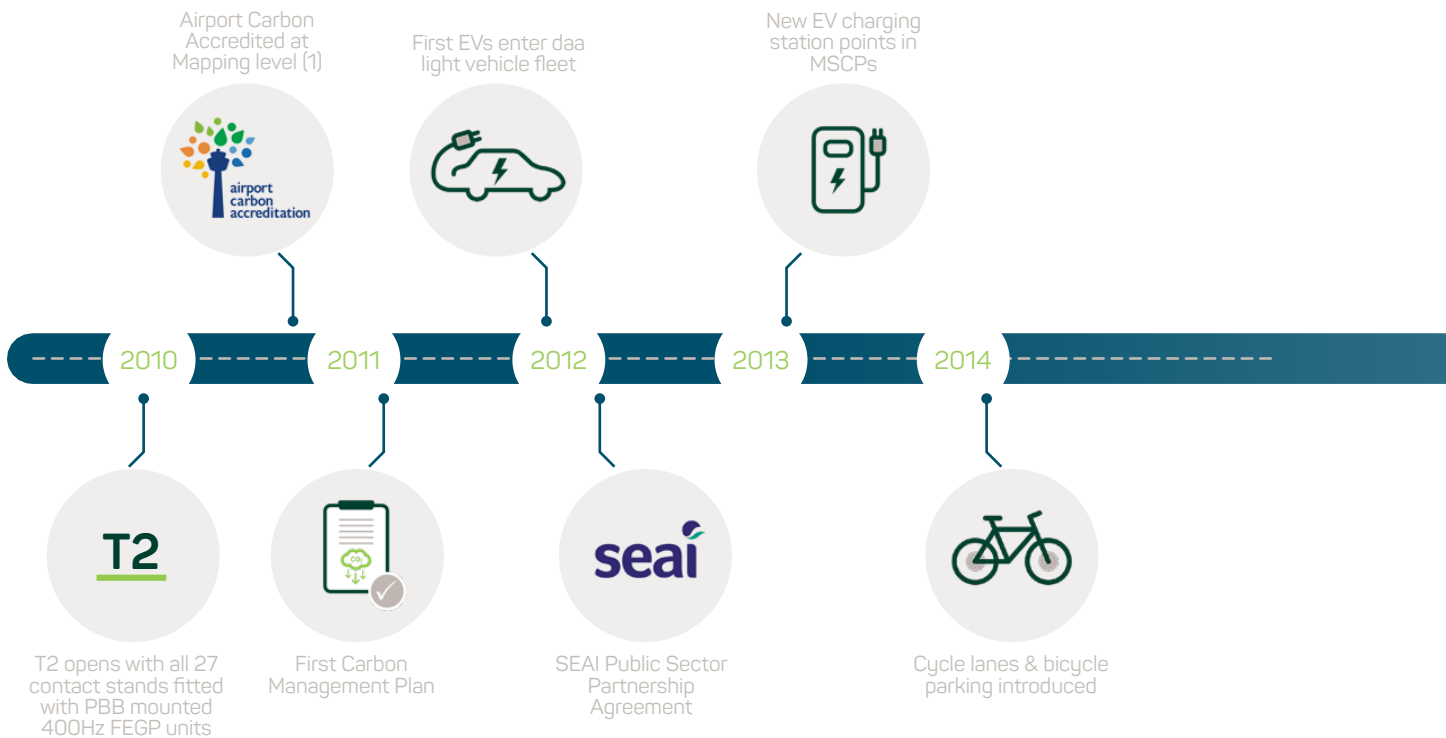 Airport Carbon
Accredited at
Mapping level (1)
First EVs enter daa
light vehicle fleet
New EV charging
station points in
MSCPs
airport
carbon
accreditation
2010
2011
2012
2013
2014
T2
CO₂
seai
T2 opens with all 27
contact stands fitted
with PBB mounted
400Hz FEGP units
First Carbon
Management Plan
SEAI Public Sector
Partnership
Agreement
Cycle lanes & bicycle
parking introduced